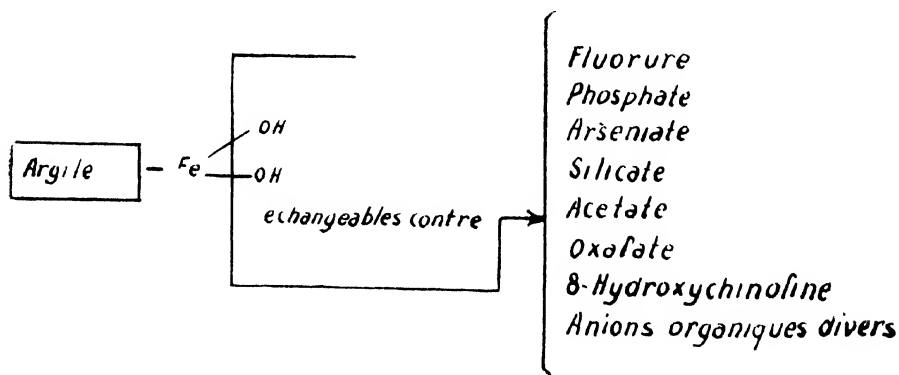 Argile – Fe
OH
OH
echangeables contre
Fluorure
Phosphate
Arseniate
Silicate
Acetate
Oxalate
8-Hydroxychinoline
Anions organiques divers